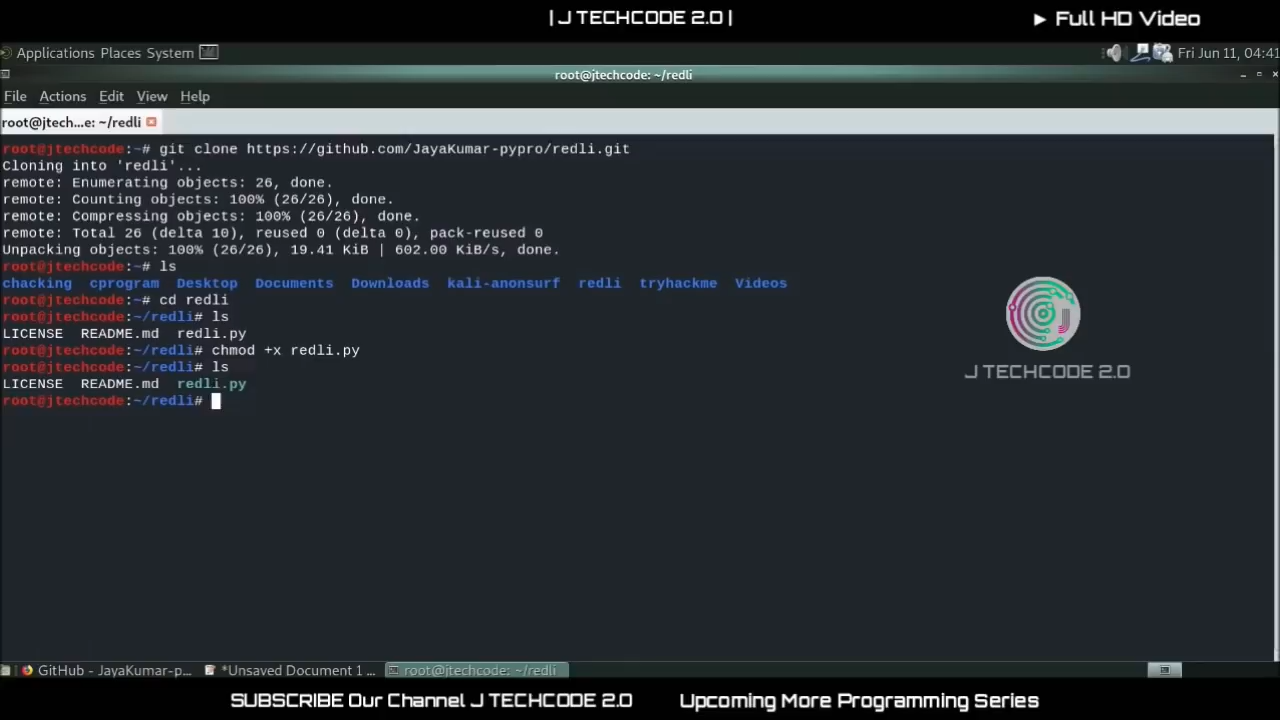 | J TECHCODE 2.0 |
► Full HD Video
Applications Places System
Fri Jun 11, 04:41
root@jtechcode: ~/redli
File Actions Edit View Help
root@jtech...e: ~/redli
root@jtechcode:~# git clone https://github.com/JayaKumar-pypro/redli.git
Cloning into 'redli'...
remote: Enumerating objects: 26, done.
remote: Counting objects: 100% (26/26), done.
remote: Compressing objects: 100% (26/26), done.
remote: Total 26 (delta 10), reused 0 (delta 0), pack-reused 0
Unpacking objects: 100% (26/26), 19.41 KiB | 602.00 KiB/s, done.
root@jtechcode:~# ls
chacking cprogram Desktop Documents Downloads kali-anonsurf redli tryhackme Videos
root@jtechcode:~# cd redli
root@jtechcode:~/redli# ls
LICENSE README.md redli.py
root@jtechcode:~/redli# chmod +x redli.py
root@jtechcode:~/redli# ls
LICENSE README.md redli.py
root@jtechcode:~/redli#
J TECHCODE 2.0
GitHub - JayaKumar-p...
*Unsaved Document 1 ...
root@jtechcode: ~/redli
SUBSCRIBE Our Channel J TECHCODE 2.0
Upcoming More Programming Series